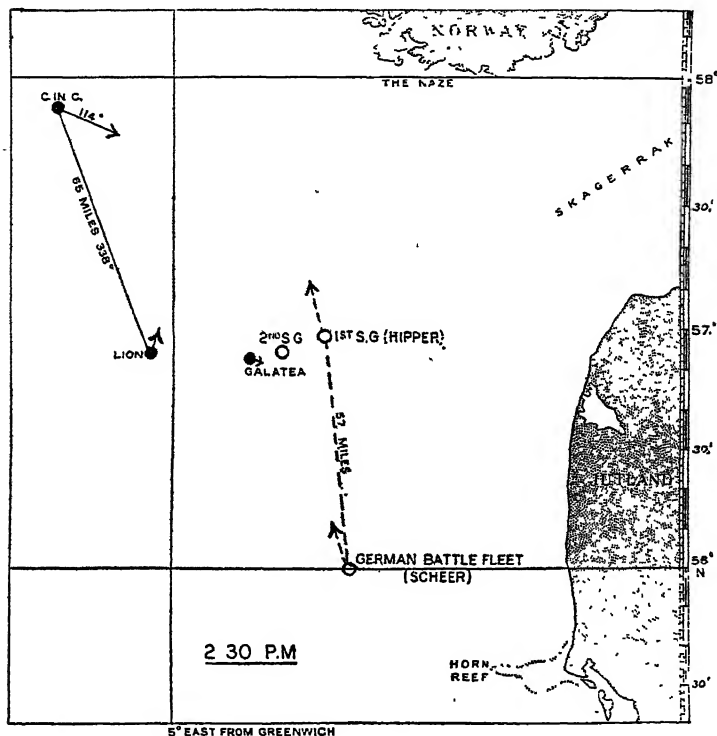 NORWAY
THE NAZE
58°
C. IN C.
114°
65 MILES 338°
SKAGERRAK
30'
57°
2ND S G
1ST S.G (HIPPER)
LION
GALATEA
57 MILES
30'
JUTLAND
GERMAN BATTLE FLEET
(SCHEER)
56°
N
2 30 P.M
HORN
REEF
30'
5° EAST FROM GREENWICH